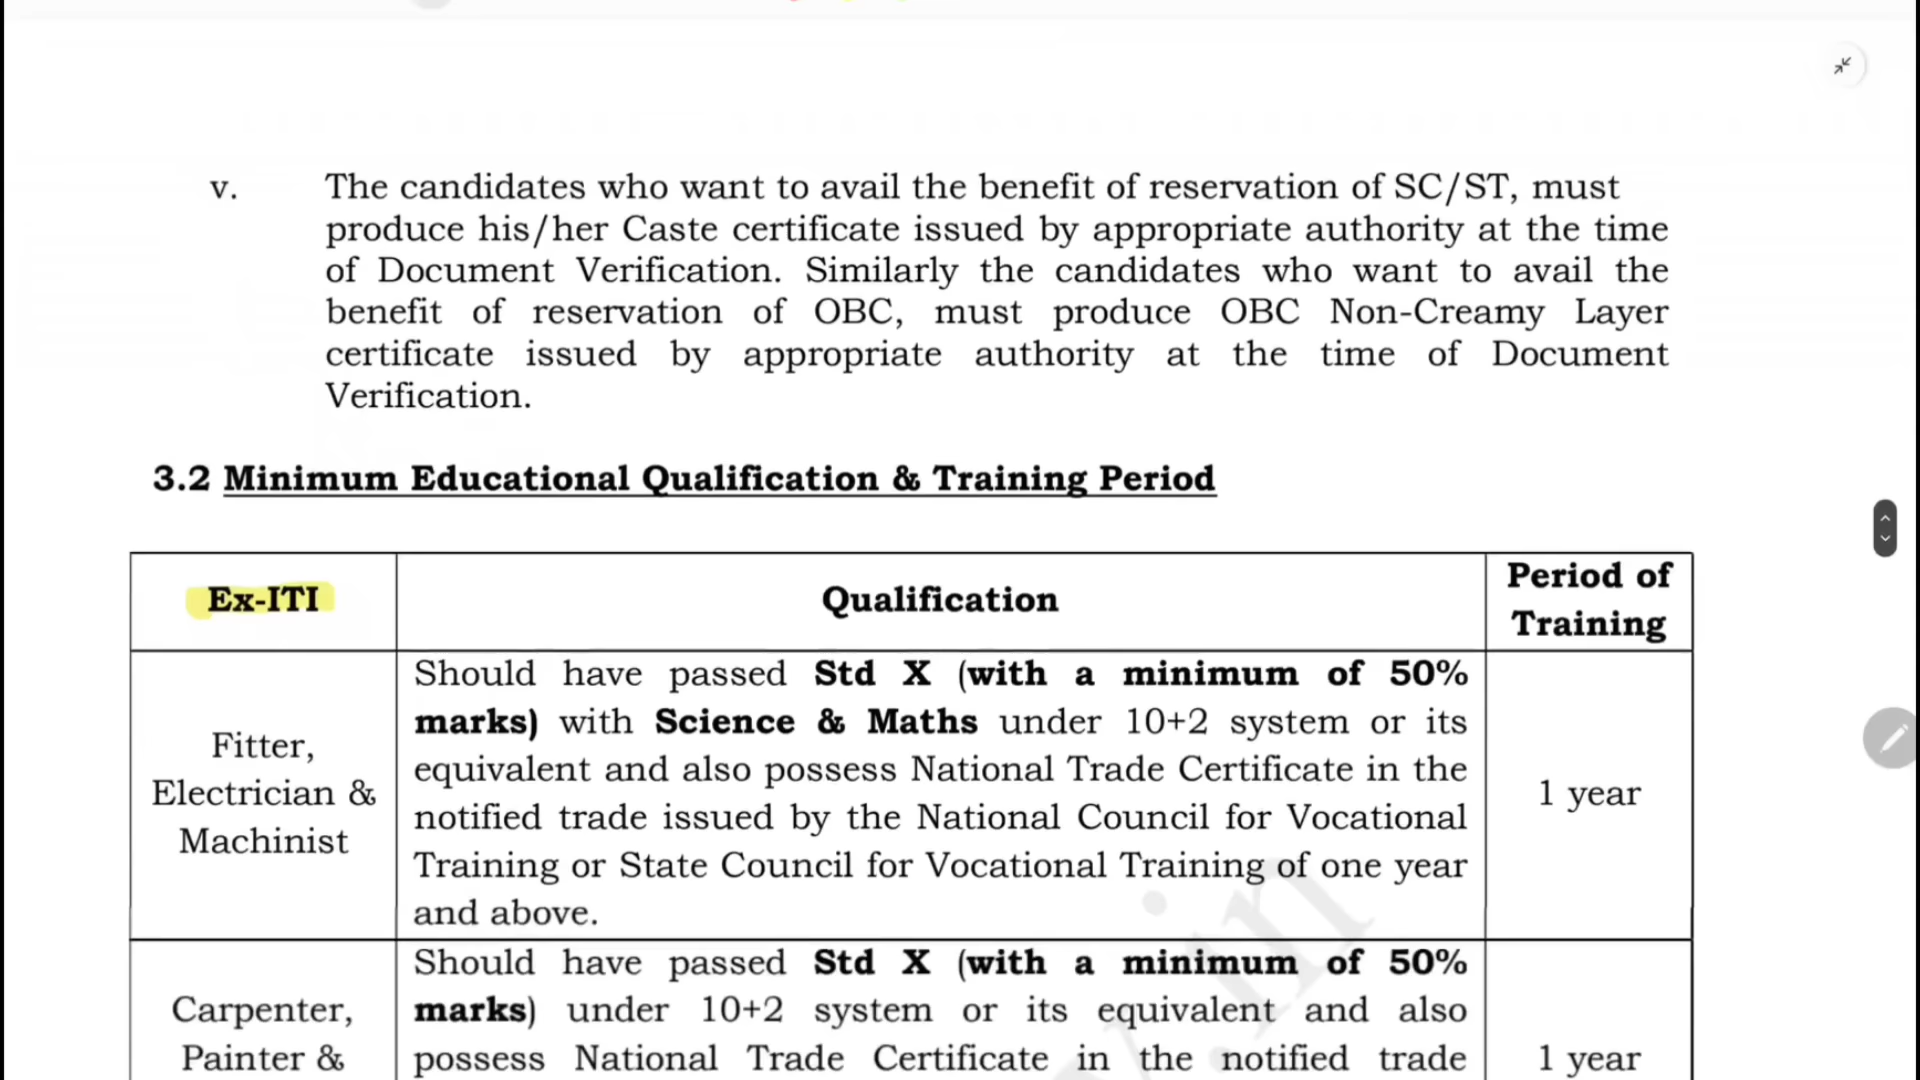 v. The candidates who want to avail the benefit of reservation of SC/ST, must
produce his/her Caste certificate issued by appropriate authority at the time
of Document Verification. Similarly the candidates who want to avail the
benefit of reservation of OBC, must produce OBC Non-Creamy Layer
certificate issued by appropriate authority at the time of Document
Verification.
3.2 Minimum Educational Qualification & Training Period
Ex-ITI
Qualification
Period of
Training
Fitter,
Electrician &
Machinist
Should have passed Std X (with a minimum of 50%
marks) with Science & Maths under 10+2 system or its
equivalent and also possess National Trade Certificate in the
notified trade issued by the National Council for Vocational
Training or State Council for Vocational Training of one year
and above.
1 year
Carpenter,
Painter &
Should have passed Std X (with a minimum of 50%
marks) under 10+2 system or its equivalent and also
possess National Trade Certificate in the notified trade
1 year